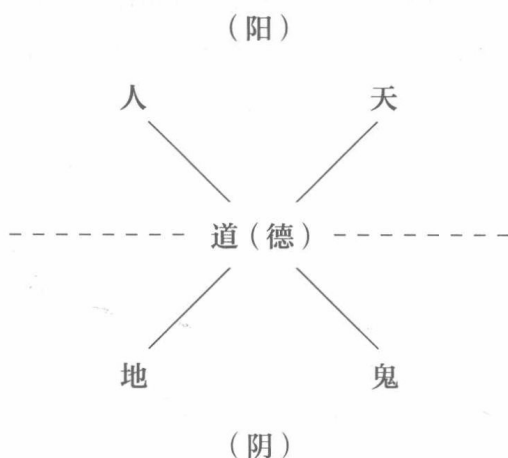 （阳）
人 天
道（德）
地 鬼
（阴）